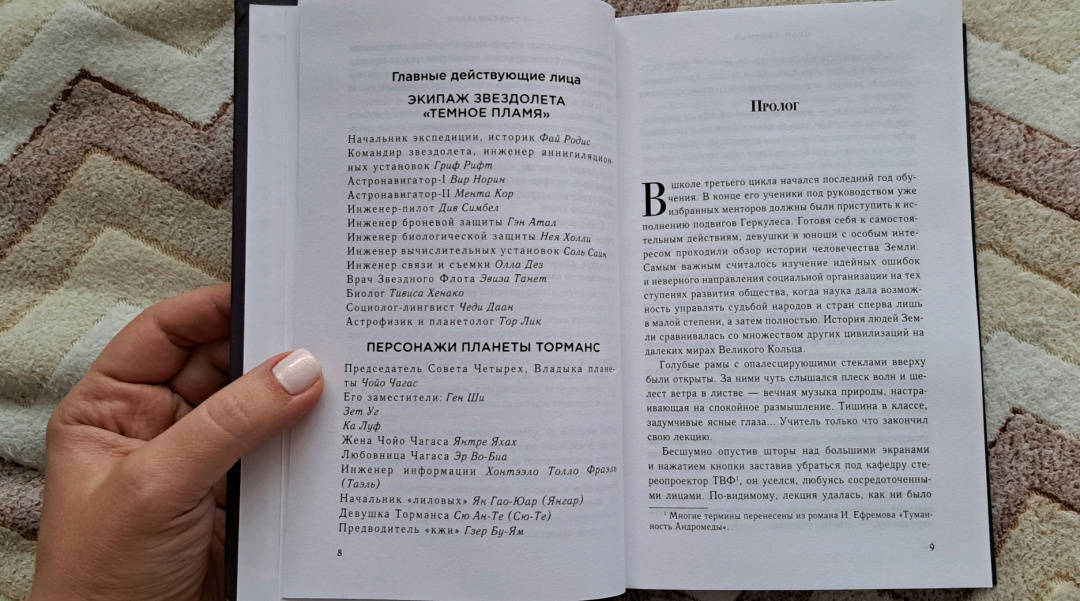 Главные действующие лица
ЭКИПАЖ ЗВЕЗДОЛЕТА
«ТЕМНОЕ ПЛАМЯ»
Начальник экспедиции, историк Фай Родис
Командир звездолета, инженер аннигиляцион-
ных установок Гриф Рифт
Астронавигатор-I Вир Норин
Астронавигатор-II Мента Кор
Инженер-пилот Див Симбел
Инженер броневой защиты Гэн Атал
Инженер биологической защиты Нея Холли
Инженер вычислительных установок Соль Саин
Инженер связи и съемки Олла Дез
Врач Звездного Флота Эвиза Танет
Биолог Тивиса Хенако
Социолог-лингвист Чеди Даан
Астрофизик и планетолог Тор Лик
ПЕРСОНАЖИ ПЛАНЕТЫ ТОРМАНС
Председатель Совета Четырех, Владыка плане-
ты Чойо Чагас
Его заместители: Ген Ши
Зет Уг
Ка Луф
Жена Чойо Чагаса Янтре Яхах
Любовница Чагаса Эр Во-Биа
Инженер информации Хонтээло Толло Фраэль
(Таэль)
Начальник «лиловых» Ян Гао-Юар (Янгар)
Девушка Торманса Сю Ан-Те (Сю-Те)
Предводитель «кжи» Гзер Бу-Ям
8
Пролог
В школе третьего цикла начался последний год обу-
чения. В конце его ученики под руководством уже
избранных менторов должны были приступить к ис-
полнению подвигов Геркулеса. Готовя себя к самостоя-
тельным действиям, девушки и юноши с особым инте-
ресом проходили обзор истории человечества Земли.
Самым важным считалось изучение идейных ошибок
и неверного направления социальной организации на тех
ступенях развития общества, когда наука дала возможность
управлять судьбой народов и стран сперва лишь
в малой степени, а затем полностью. История людей Зем-
ли сравнивалась со множеством других цивилизаций на
далеких мирах Великого Кольца.
Голубые рамы с опалесцирующими стеклами вверху
были открыты. За ними чуть слышался плеск волн и ше-
лест ветра в листве — вечная музыка природы, настра-
ивающая на спокойное размышление. Тишина в классе,
задумчивые ясные глаза... Учитель только что закончил
свою лекцию.
Бесшумно опустив шторы над большими экранами
и нажатием кнопки заставив убраться под кафедру сте-
реопроектор ТВФ¹, он уселся, любуясь сосредоточенны-
ми лицами. По-видимому, лекция удалась, как ни было
¹ Многие термины перенесены из романа И. Ефремова «Туман-
ность Андромеды».
9